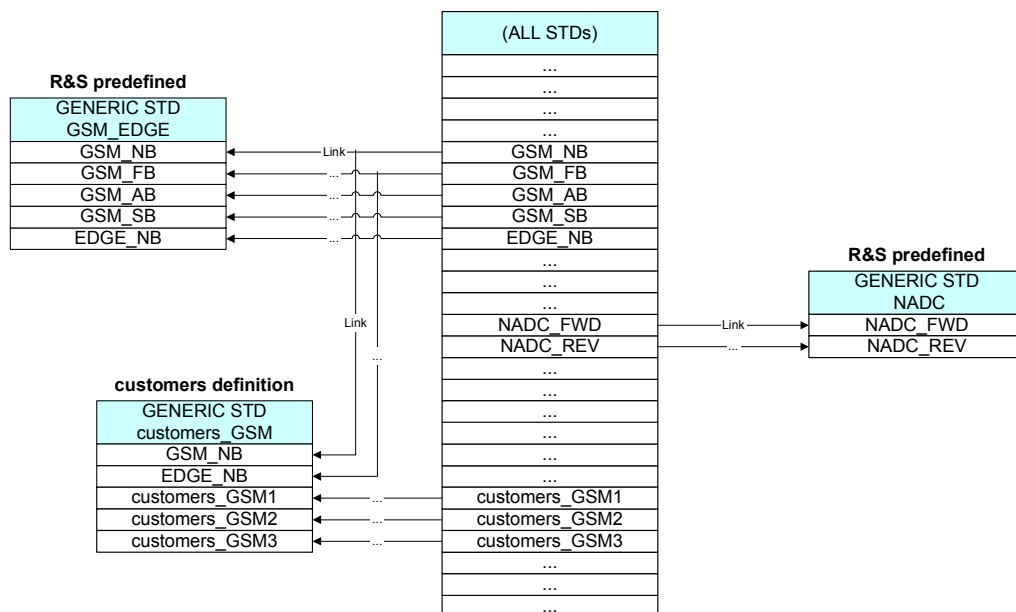 R&S predefined
GENERIC STD
GSM_EDGE
GSM_NB
GSM_FB
GSM_AB
GSM_SB
EDGE_NB
Link
...
...
...
...
Link
...
customers definition
GENERIC STD
customers_GSM
GSM_NB
EDGE_NB
customers_GSM1
customers_GSM2
customers_GSM3
...
...
...
(ALL STDs)
...
...
...
...
GSM_NB
GSM_FB
GSM_AB
GSM_SB
EDGE_NB
...
...
...
NADC_FWD
NADC_REV
...
...
...
...
...
...
customers_GSM1
customers_GSM2
customers_GSM3
...
...
...
Link
...
R&S predefined
GENERIC STD
NADC
NADC_FWD
NADC_REV